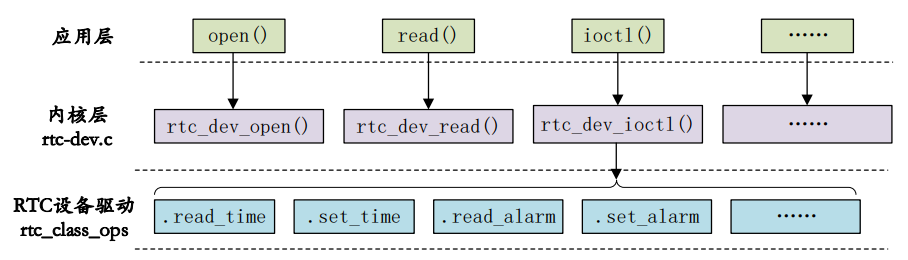 应用层 open() read() ioctl() ……
内核层 rtc_dev_open() rtc_dev_read() rtc_dev_ioctl() ……
rtc-dev.c
RTC设备驱动 .read_time .set_time .read_alarm .set_alarm ……
rtc_class_ops